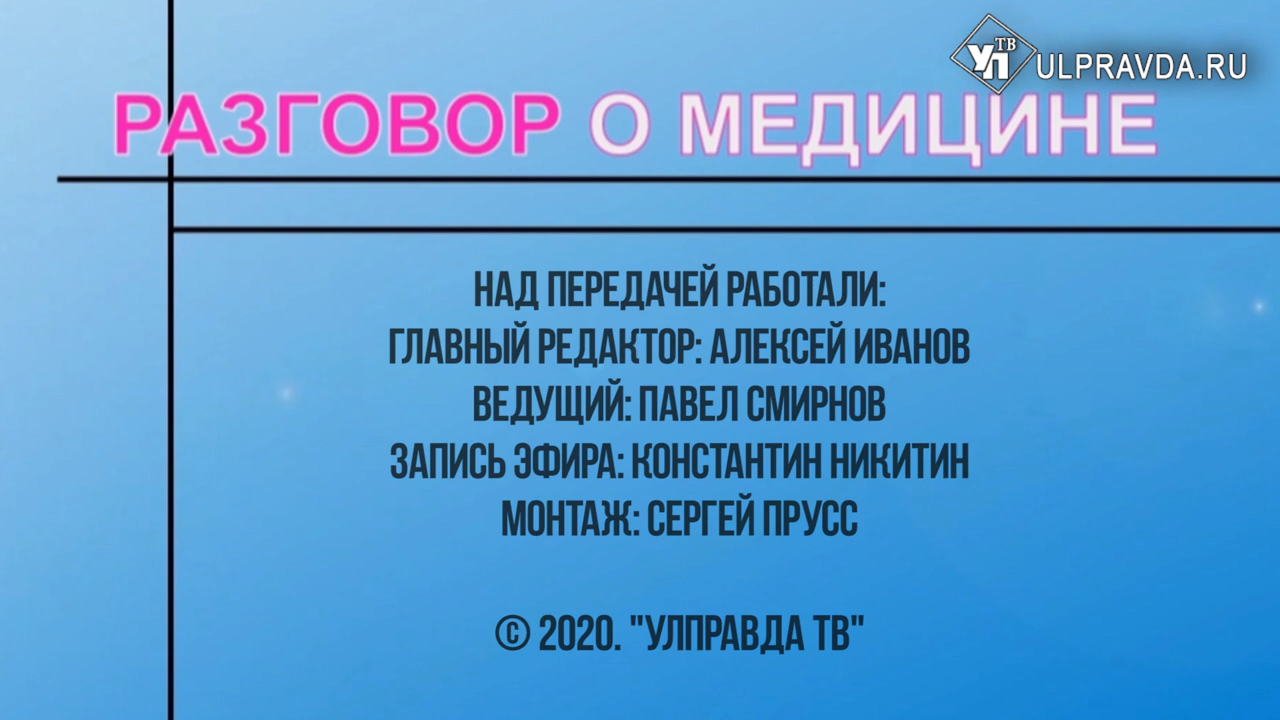 УП ТВ ULPRAVDA.RU
РАЗГОВОР О МЕДИЦИНЕ
НАД ПЕРЕДАЧЕЙ РАБОТАЛИ:
ГЛАВНЫЙ РЕДАКТОР: АЛЕКСЕЙ ИВАНОВ
ВЕДУЩИЙ: ПАВЕЛ СМИРНОВ
ЗАПИСЬ ЭФИРА: КОНСТАНТИН НИКИТИН
МОНТАЖ: СЕРГЕЙ ПРУСС
© 2020. "УЛПРАВДА ТВ"